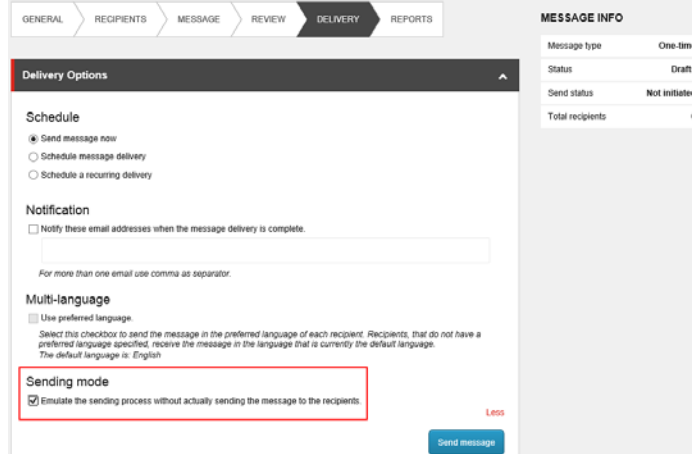 GENERAL RECIPIENTS MESSAGE REVIEW DELIVERY REPORTS
Delivery Options
Schedule
Send message now
Schedule message delivery
Schedule a recurring delivery
Notification
Notify these email addresses when the message delivery is complete.
For more than one email use comma as separator.
Multi-language
Use preferred language.
Select this checkbox to send the message in the preferred language of each recipient. Recipients, that do not have a
preferred language specified, receive the message in the language that is currently the default language.
The default language is: English
Sending mode
Emulate the sending process without actually sending the message to the recipients.
Less
Send message
MESSAGE INFO
Message type One-time
Status Draft
Send status Not initiated
Total recipients